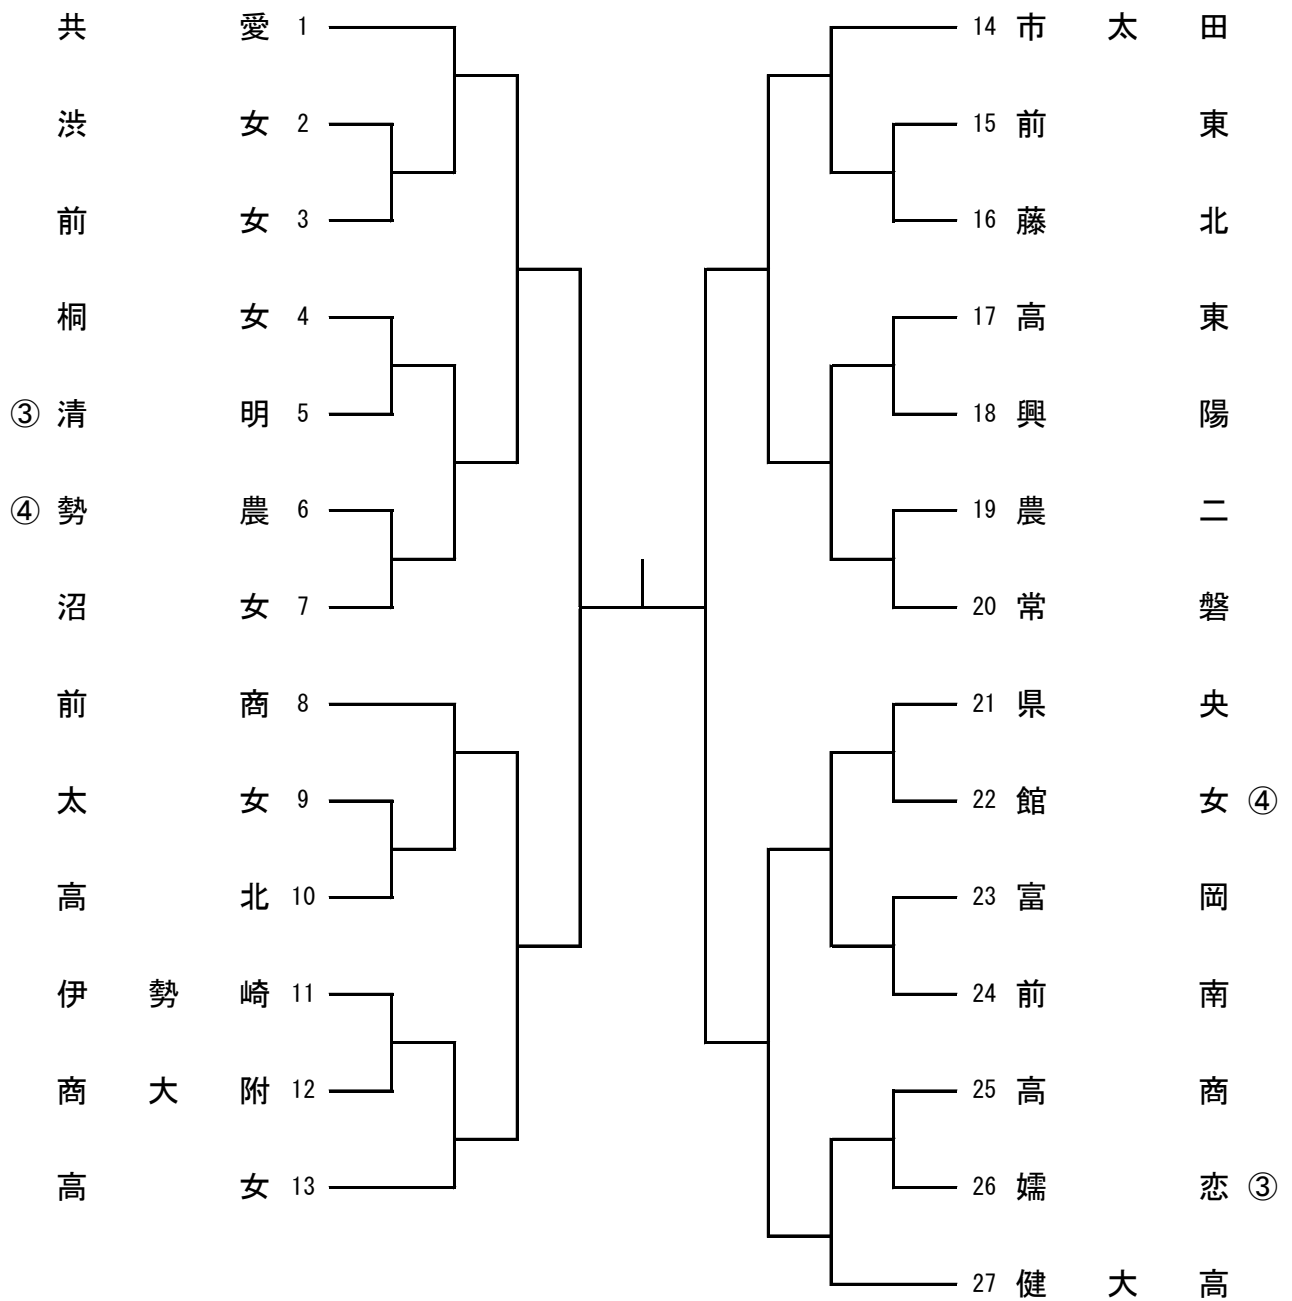 共愛 1
渋女 2
前女 3
桐女 4
③ 清明 5
④ 勢農 6
沼女 7
前商 8
太女 9
高北 10
伊勢崎 11
商大附 12
高女 13
14 市太田
15 前東
16 藤北
17 高東
18 興陽
19 農二
20 常磐
21 県央
22 館女 ④
23 富岡
24 前南
25 高商
26 嬬恋 ③
27 健大高